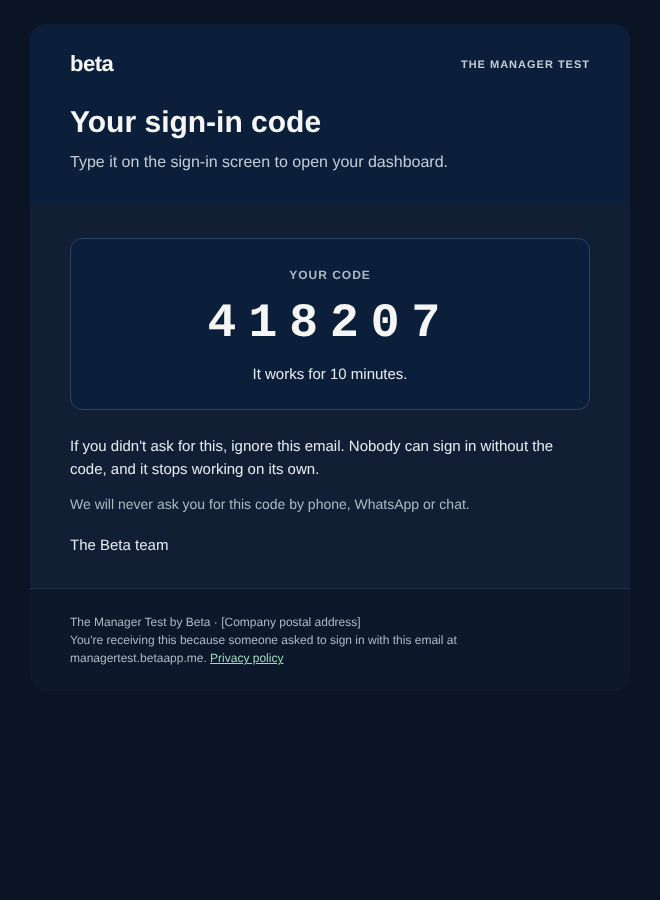 beta
THE MANAGER TEST
Your sign-in code
Type it on the sign-in screen to open your dashboard.
YOUR CODE
418207
It works for 10 minutes.
If you didn't ask for this, ignore this email. Nobody can sign in without the
code, and it stops working on its own.
We will never ask you for this code by phone, WhatsApp or chat.
The Beta team
The Manager Test by Beta · [Company postal address]
You're receiving this because someone asked to sign in with this email at
managertest.betaapp.me. Privacy policy